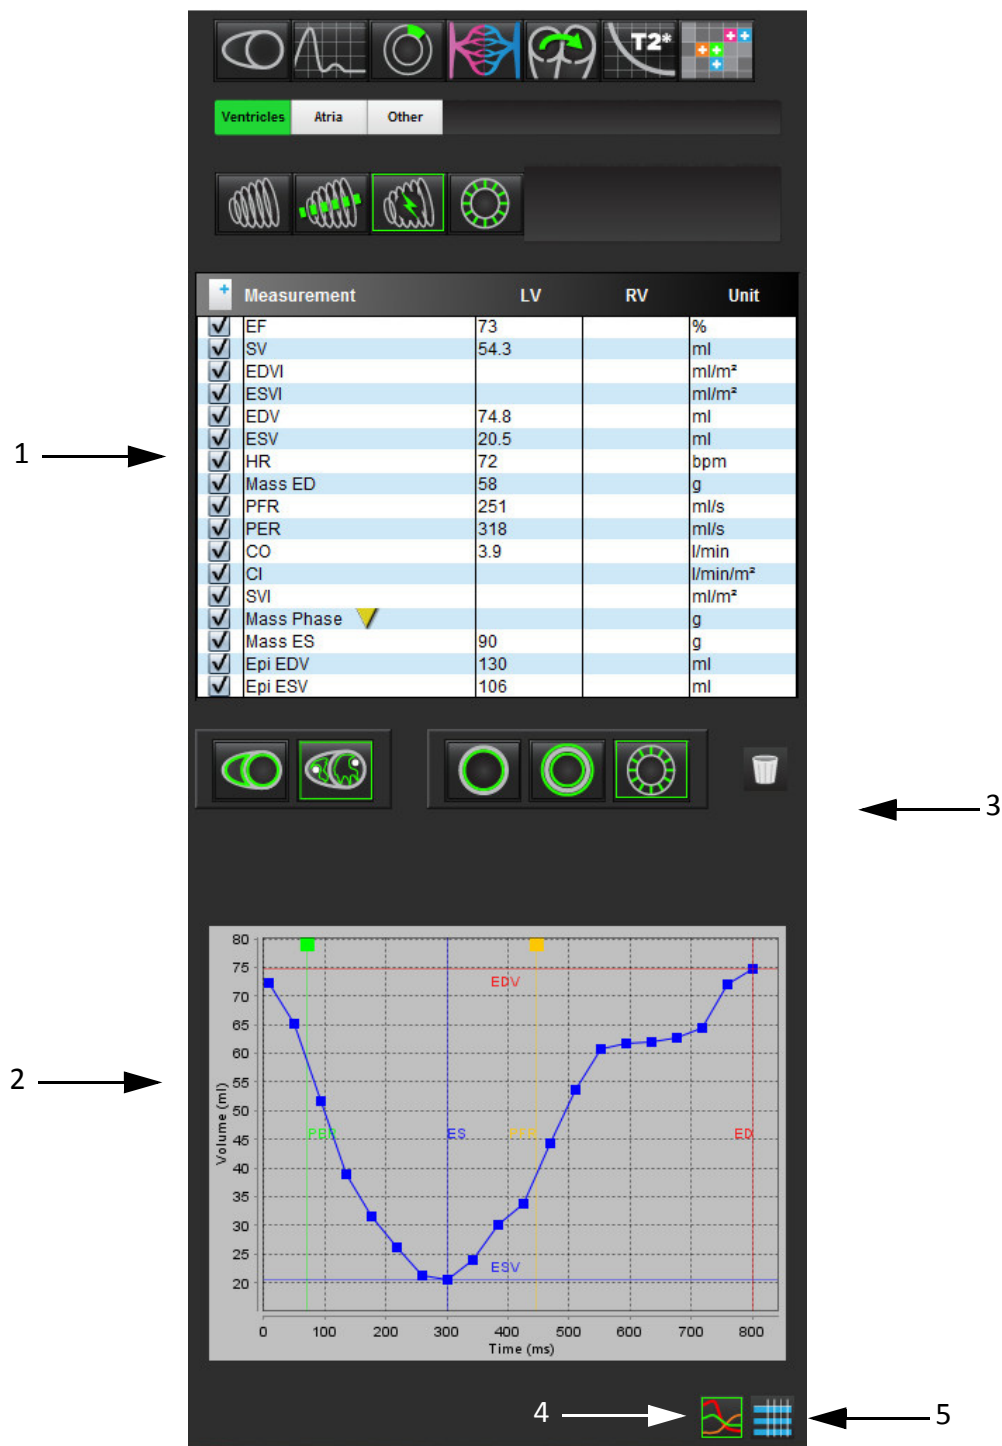 T2*
Ventricles Atria Other
Measurement LV RV Unit
EF 73 %
SV 54.3 ml
EDVI ml/m²
ESVI ml/m²
EDV 74.8 ml
ESV 20.5 ml
1
HR 72 bpm
Mass ED 58 g
PFR 251 ml/s
PER 318 ml/s
CO 3.9 l/min
CI l/min/m²
SVI ml/m²
Mass Phase g
Mass ES 90 g
Epi EDV 130 ml
Epi ESV 106 ml
3
80
75
EDV
70
65
60
2
55
50
45
PER ES PFR ED
40
35
30
25
ESV
20
Volume (ml)
0 100 200 300 400 500 600 700 800
Time (ms)
4 5